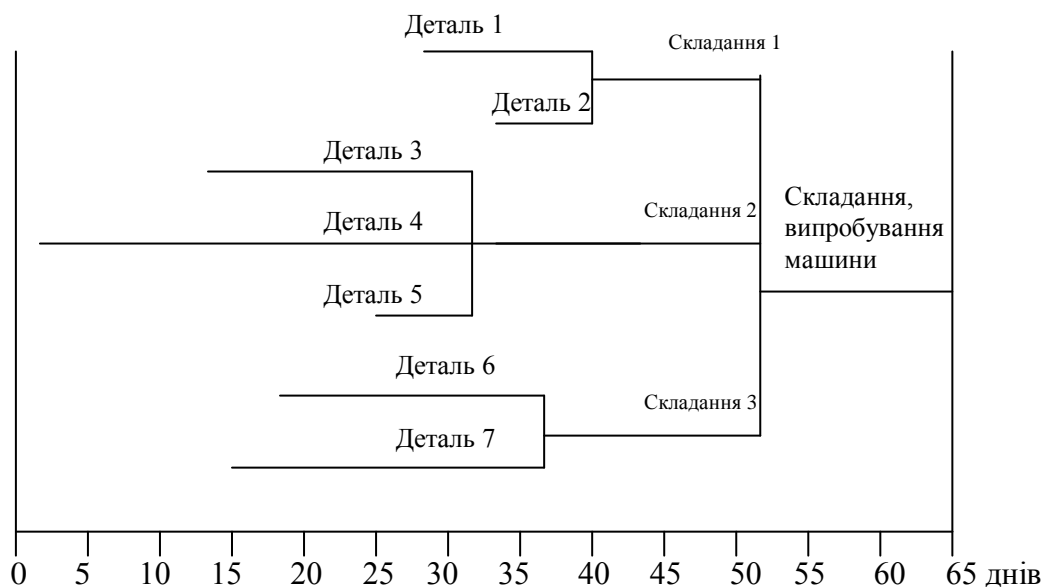 Деталь 1
Складання 1
Деталь 2
Деталь 3
Деталь 4
Складання 2
Складання,
випробування
машини
Деталь 5
Деталь 6
Складання 3
Деталь 7
0 5 10 15 20 25 30 35 40 45 50 55 60 65 днів